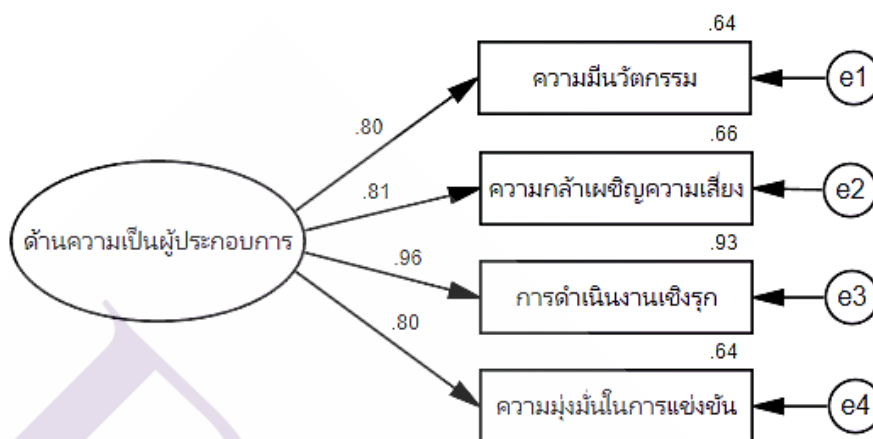 .64
ความมีนวัตกรรม
e1
.80
.66
ความกล้าเผชิญความเสี่ยง
e2
.81
ด้านความเป็นผู้ประกอบการ
.93
.96
การดำเนินงานเชิงรุก
e3
.80
.64
ความมุ่งมั่นในการแข่งขัน
e4